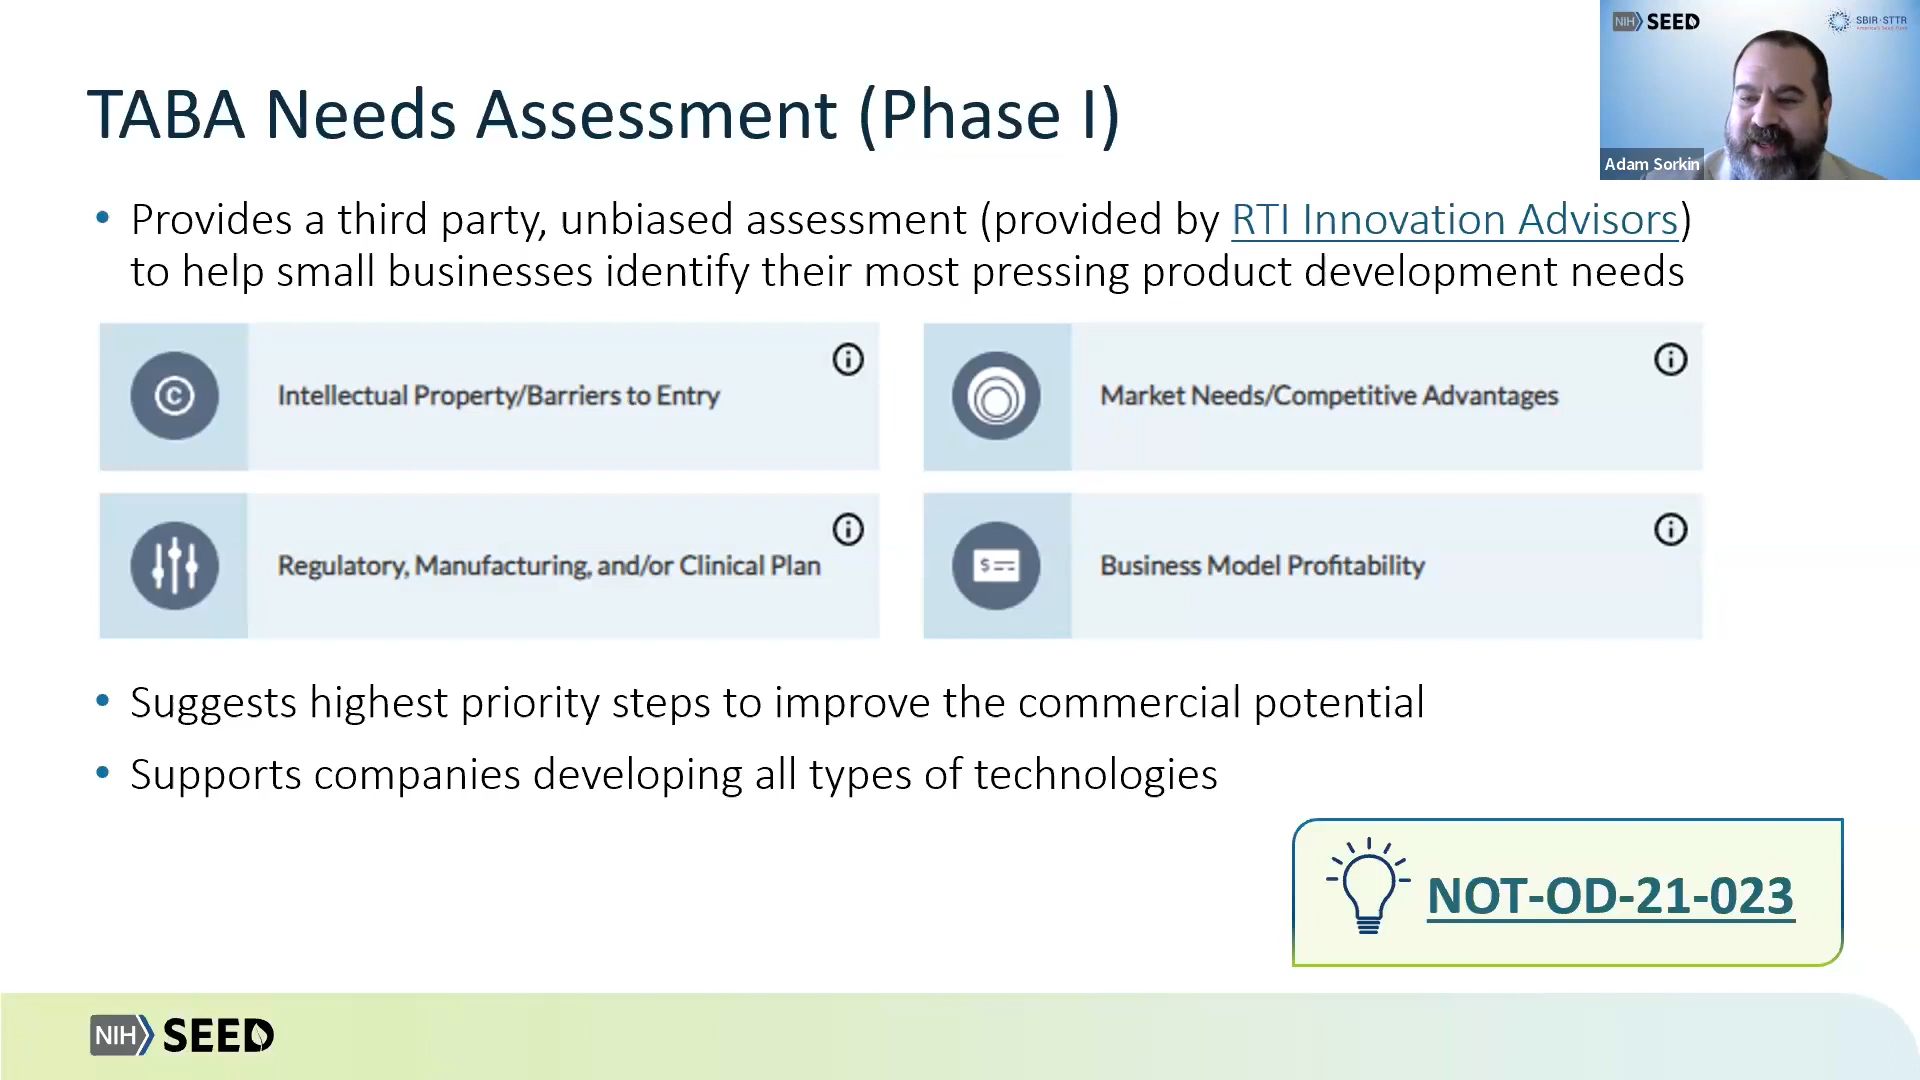 NIH SEED
SBIR·STTR
America's Seed Fund
Adam Sorkin
TABA Needs Assessment (Phase I)
• Provides a third party, unbiased assessment (provided by RTI Innovation Advisors)
to help small businesses identify their most pressing product development needs
Intellectual Property/Barriers to Entry
Market Needs/Competitive Advantages
Regulatory, Manufacturing, and/or Clinical Plan
Business Model Profitability
• Suggests highest priority steps to improve the commercial potential
• Supports companies developing all types of technologies
NOT-OD-21-023
NIH SEED